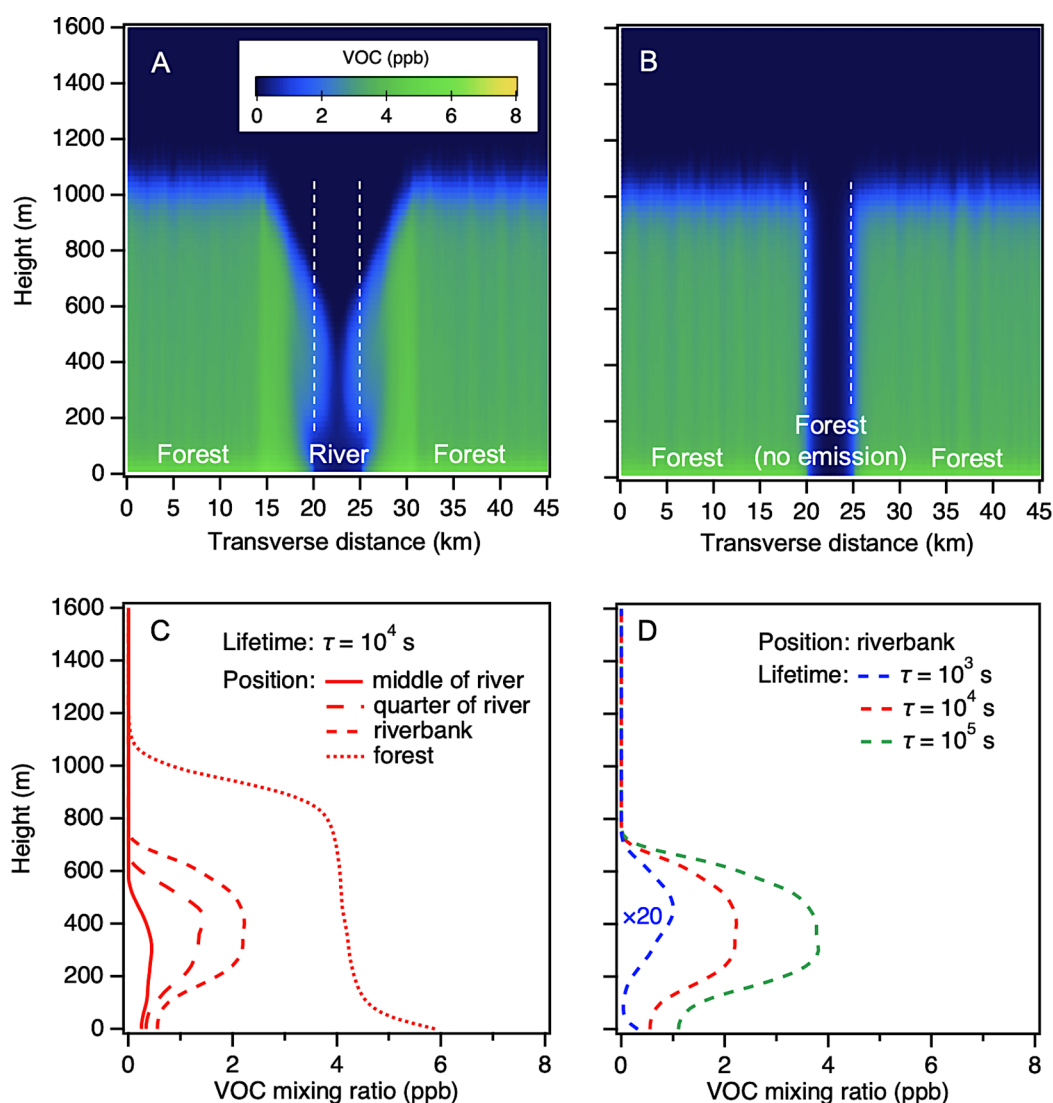 A
VOC (ppb)
0 2 4 6 8
1600
1400
1200
1000
800
600
400
200
0
Height (m)
Forest River Forest
0 5 10 15 20 25 30 35 40 45
Transverse distance (km)
B
Forest
(no emission)
Forest Forest
0 5 10 15 20 25 30 35 40 45
Transverse distance (km)
C
Lifetime: τ = 10⁴ s
Position: middle of river
quarter of river
riverbank
forest
1600
1400
1200
1000
800
600
400
200
0
Height (m)
0 2 4 6 8
VOC mixing ratio (ppb)
D
Position: riverbank
Lifetime: τ = 10³ s
τ = 10⁴ s
τ = 10⁵ s
×20
0 2 4 6 8
VOC mixing ratio (ppb)